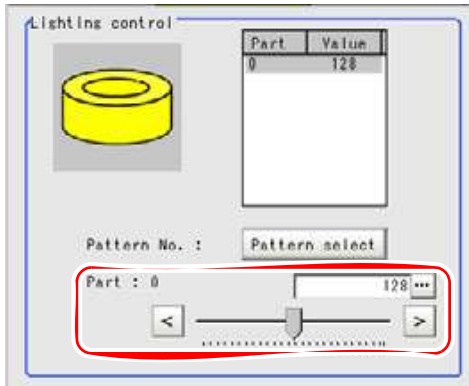 Lighting control
Part Value
0 128
Pattern No. : Pattern select
Part : 0 128 ...
< >